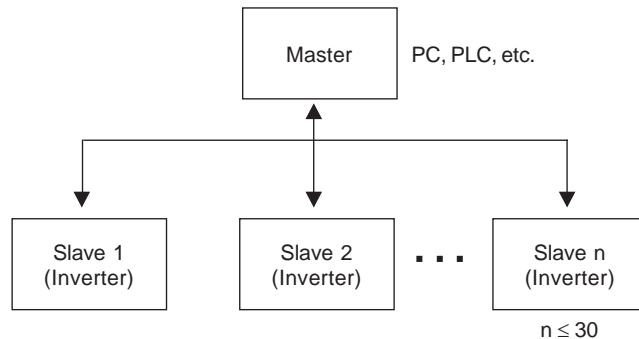 Master
PC, PLC, etc.
Slave 1
(Inverter)
Slave 2
(Inverter)
. . .
Slave n
(Inverter)
n ≤ 30